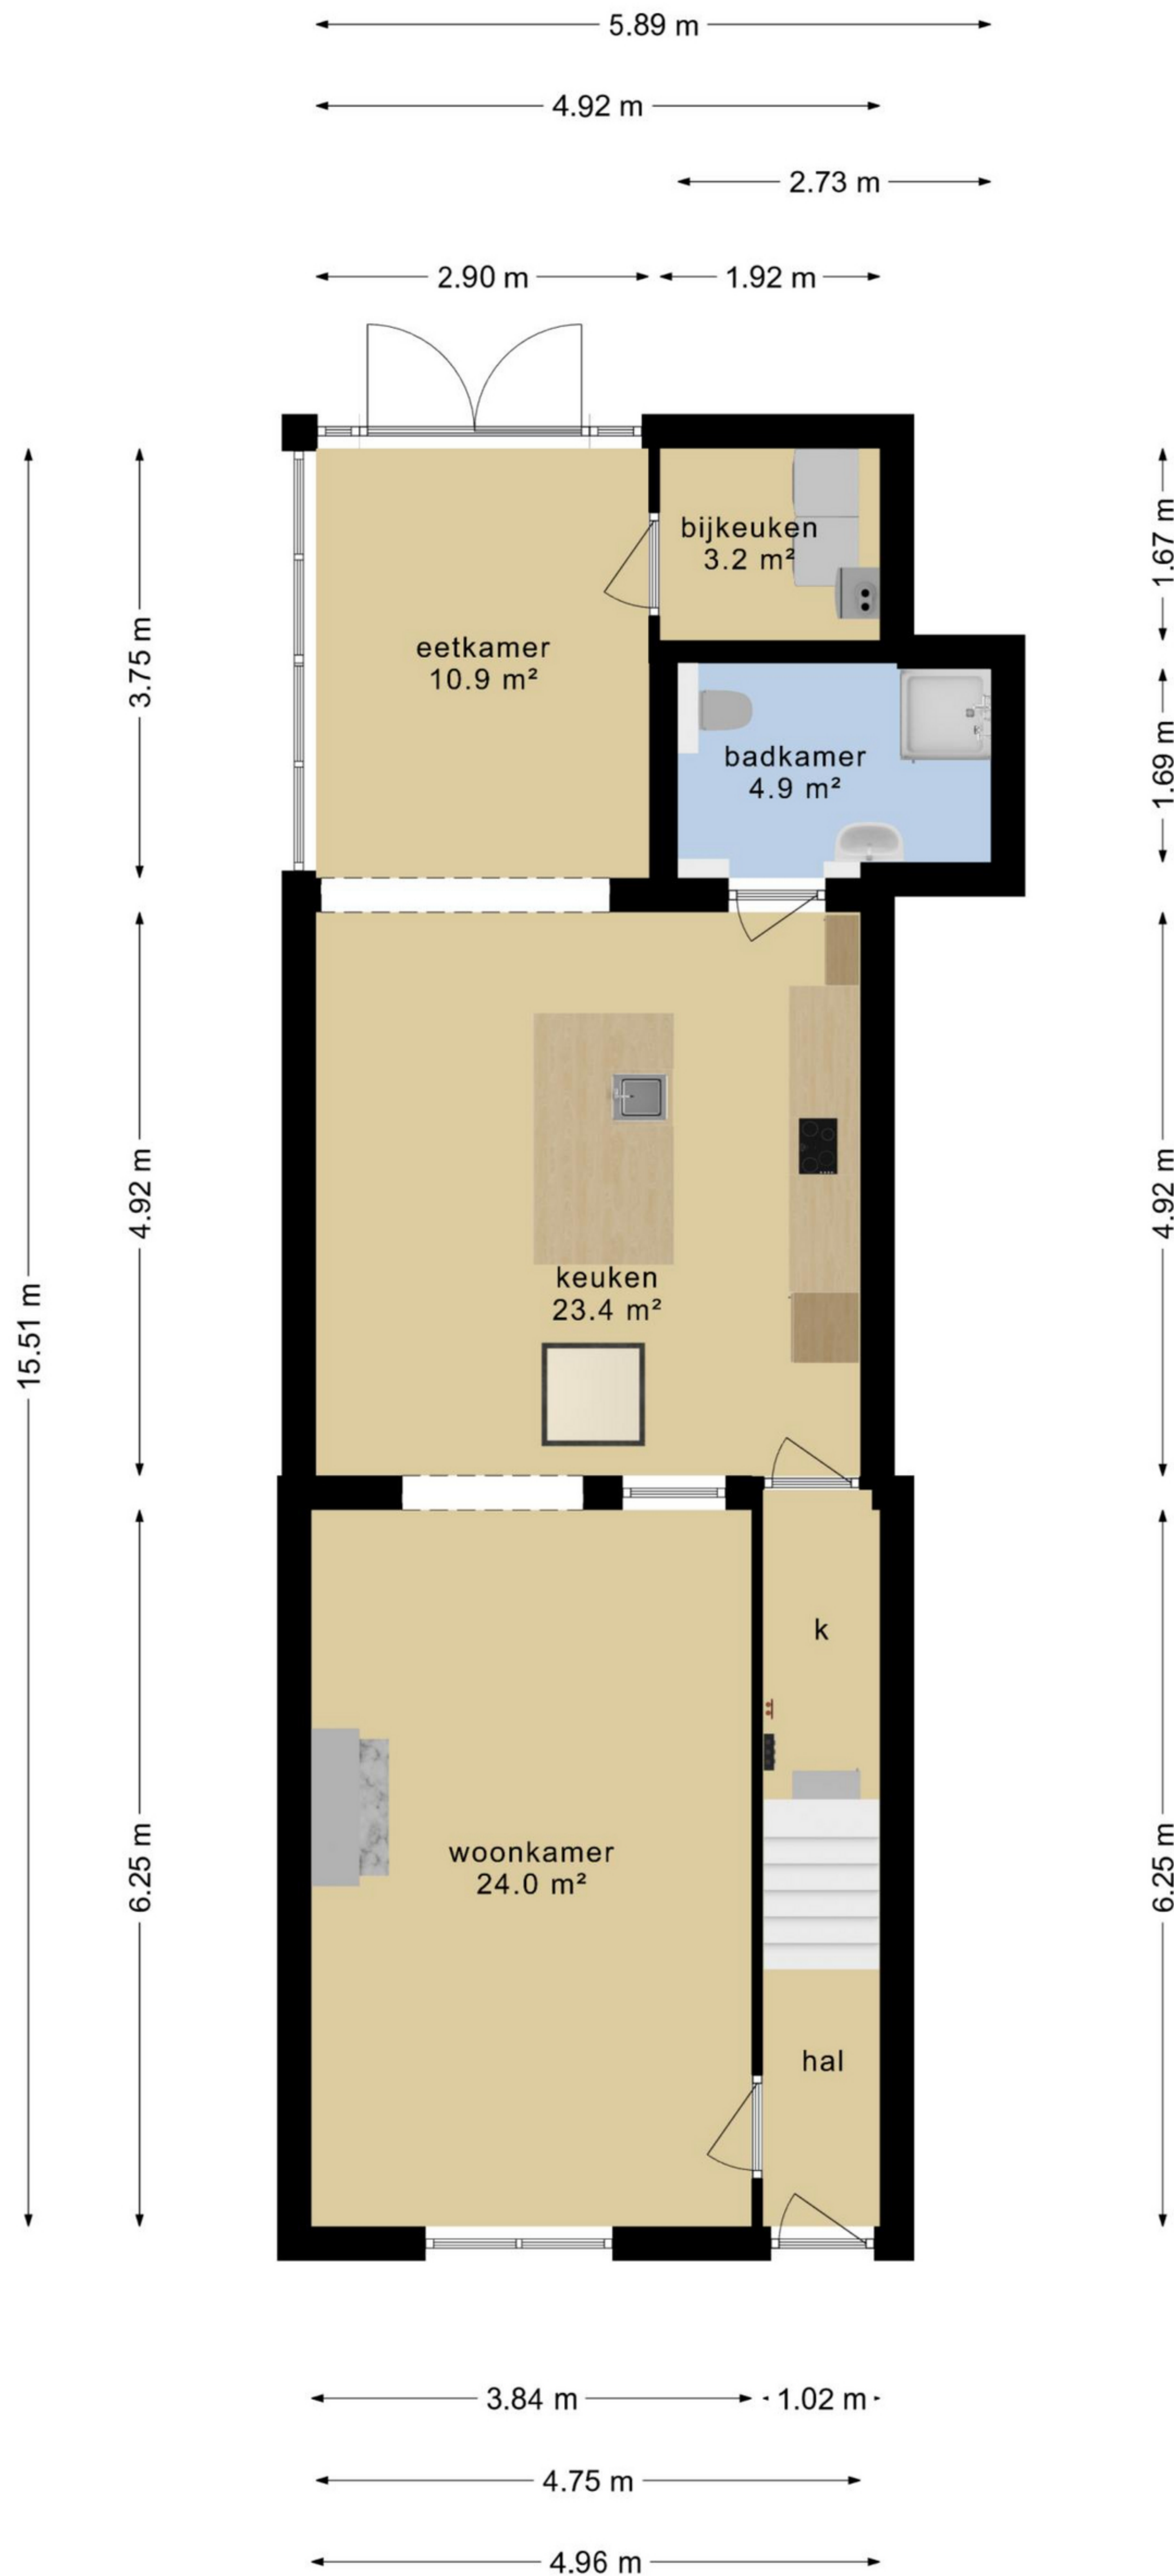 5.89 m
4.92 m
2.73 m
2.90 m
1.92 m
bijkeuken
3.2 m²
1.67 m
eetkamer
10.9 m²
3.75 m
badkamer
4.9 m²
1.69 m
4.92 m
4.92 m
keuken
23.4 m²
15.51 m
k
woonkamer
24.0 m²
6.25 m
6.25 m
hal
3.84 m
1.02 m
4.75 m
4.96 m